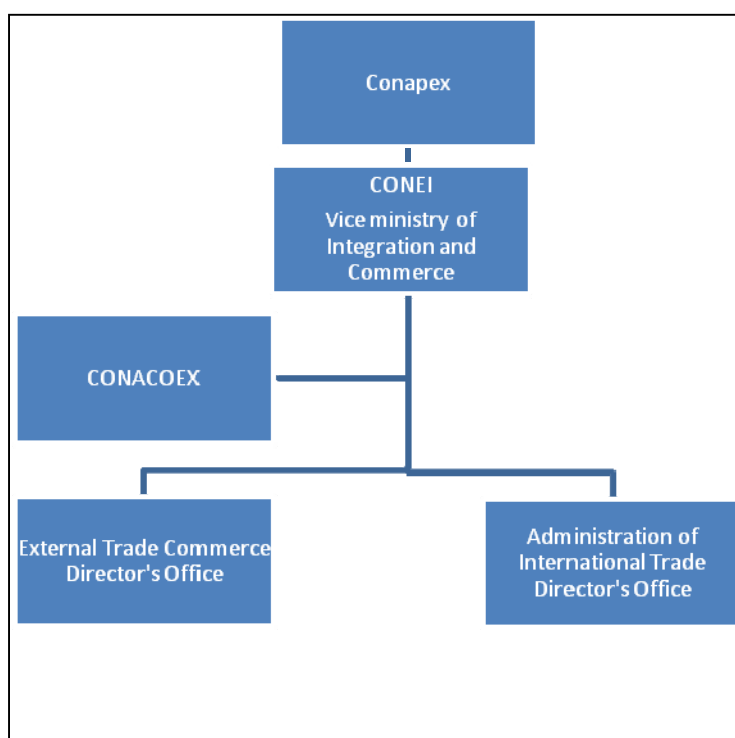 Conapex
CONEI
Vice ministry of
Integration and
Commerce
CONACOEX
External Trade Commerce
Director's Office
Administration of
International Trade
Director's Office